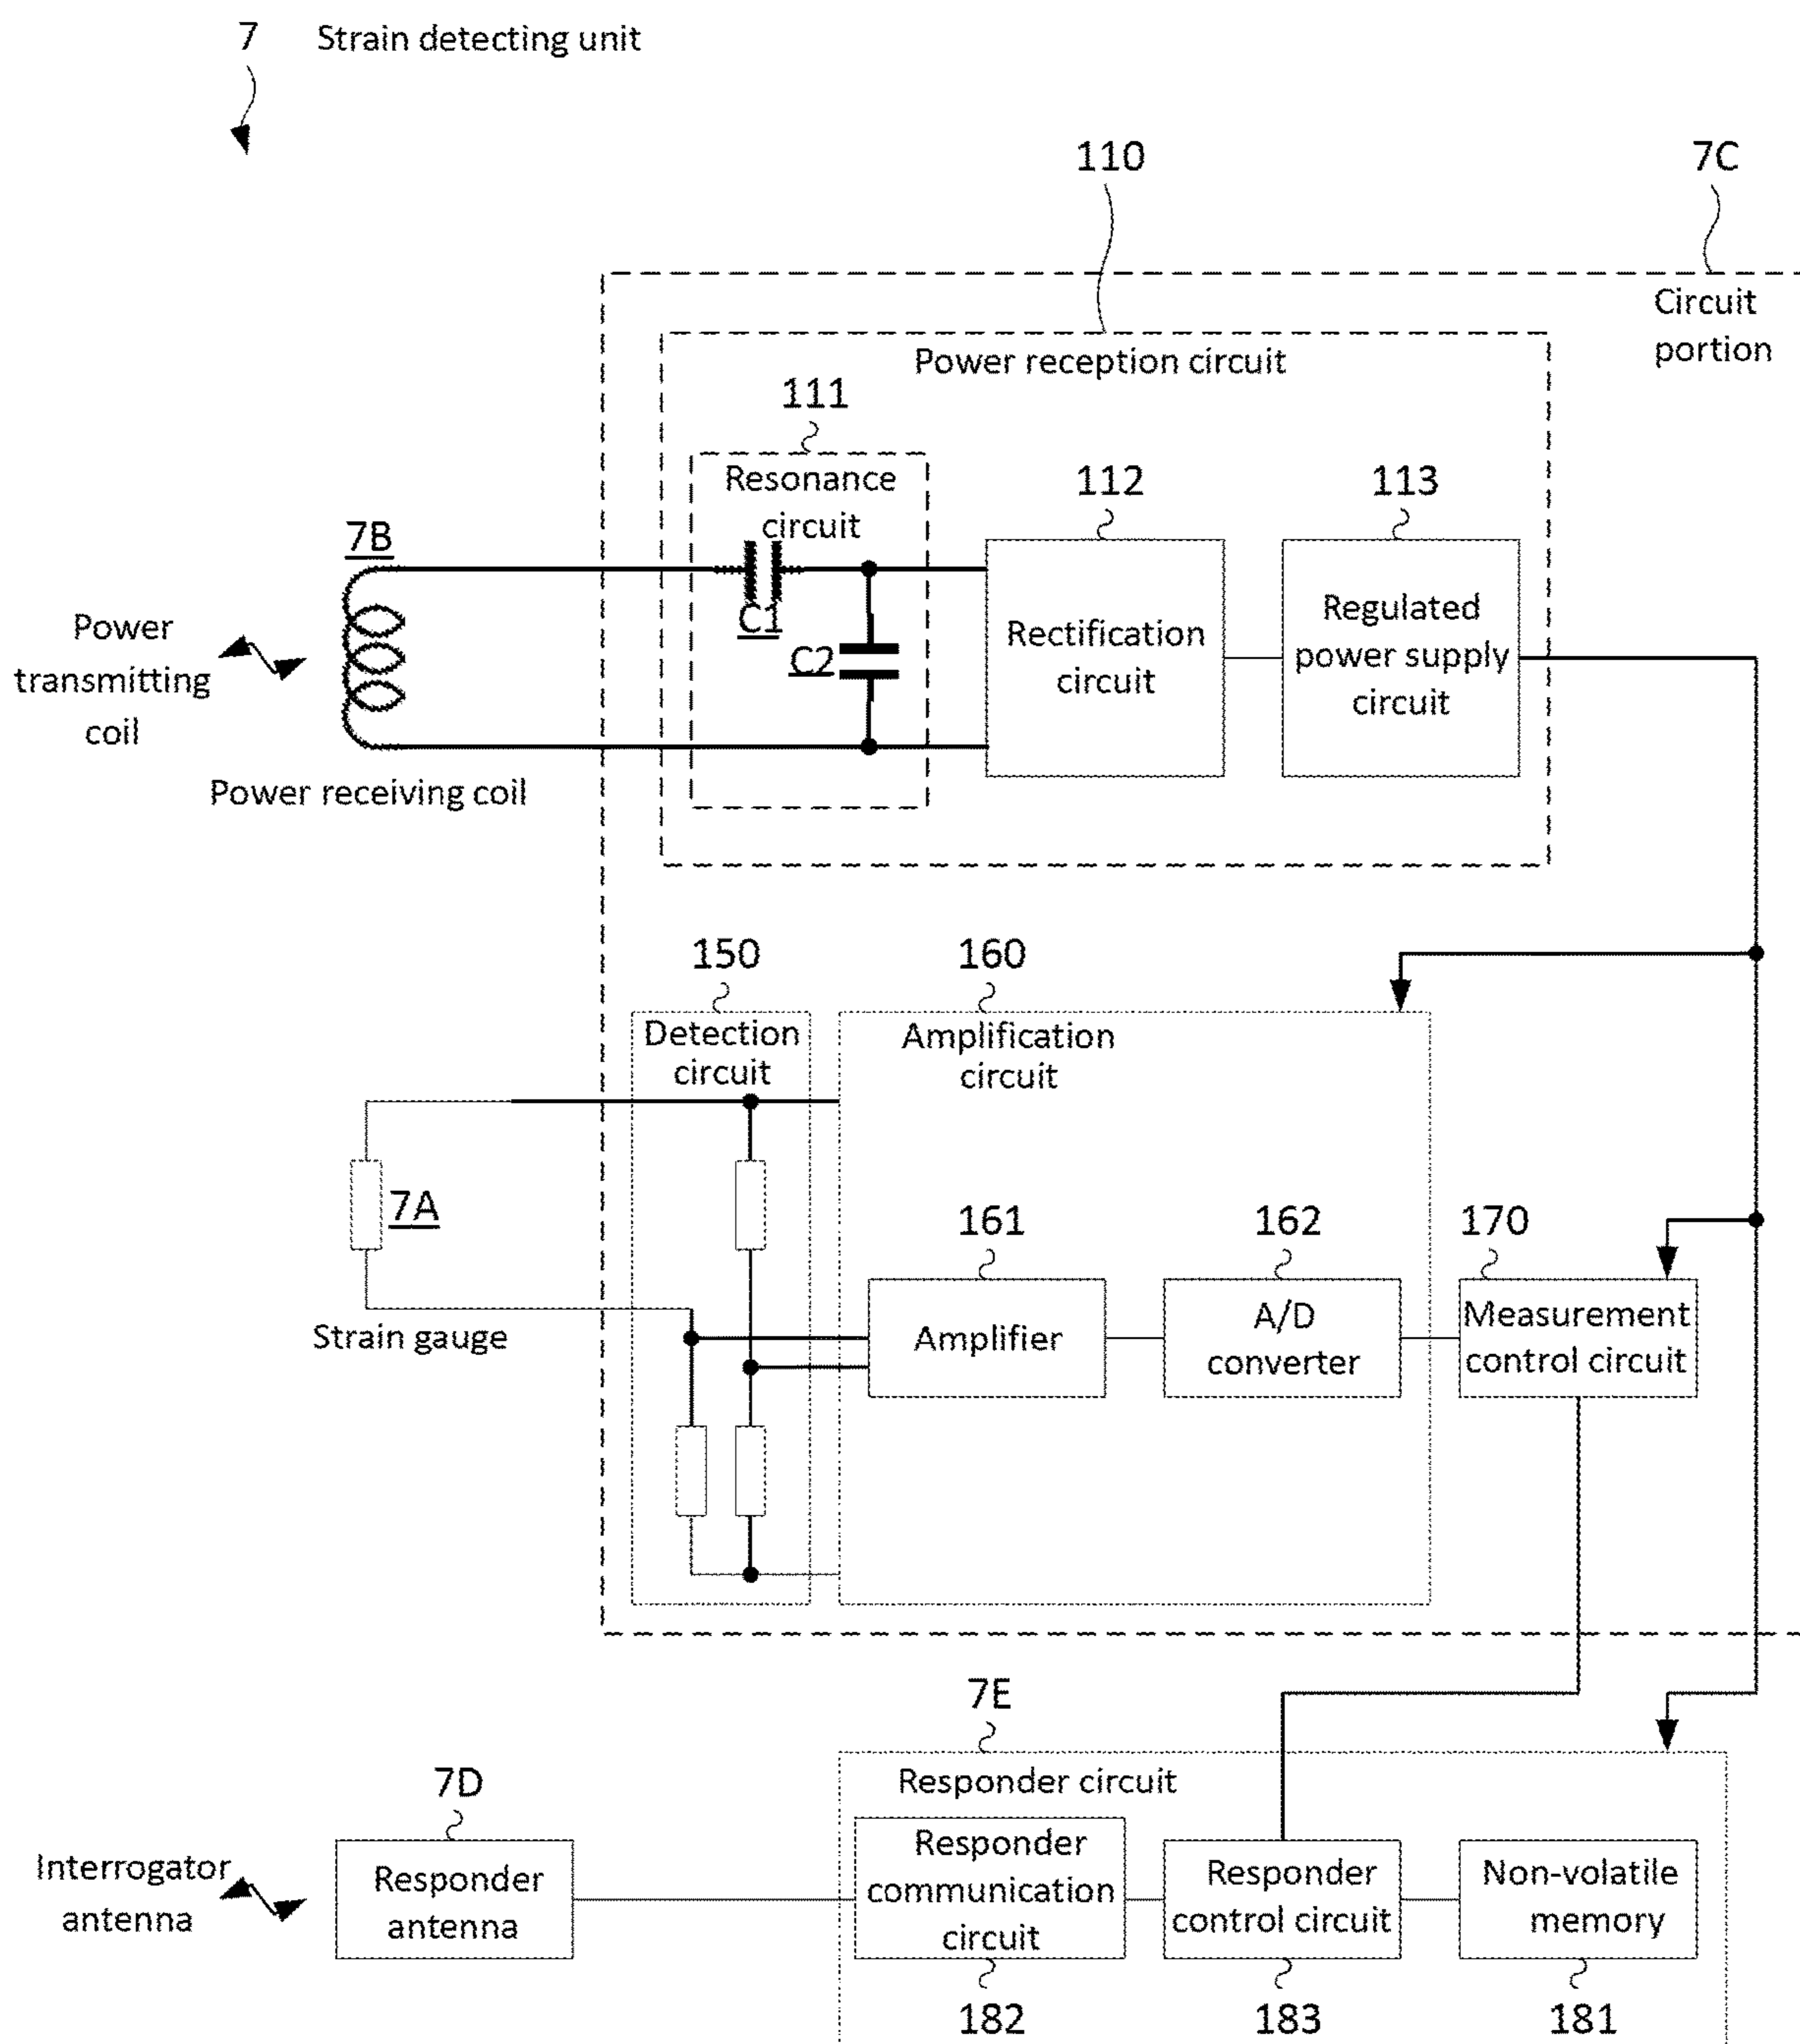 7 Strain detecting unit
110
7C
Circuit
portion
Power reception circuit
111
Resonance
circuit
112
113
7B
C1
C2
Power
transmitting
coil
Rectification
circuit
Regulated
power supply
circuit
Power receiving coil
150
160
Detection
circuit
Amplification
circuit
7A
161
162
170
Strain gauge
Amplifier
A/D
converter
Measurement
control circuit
7E
7D
Responder circuit
Interrogator
antenna
Responder
antenna
Responder
communication
circuit
Responder
control circuit
Non-volatile
memory
182
183
181